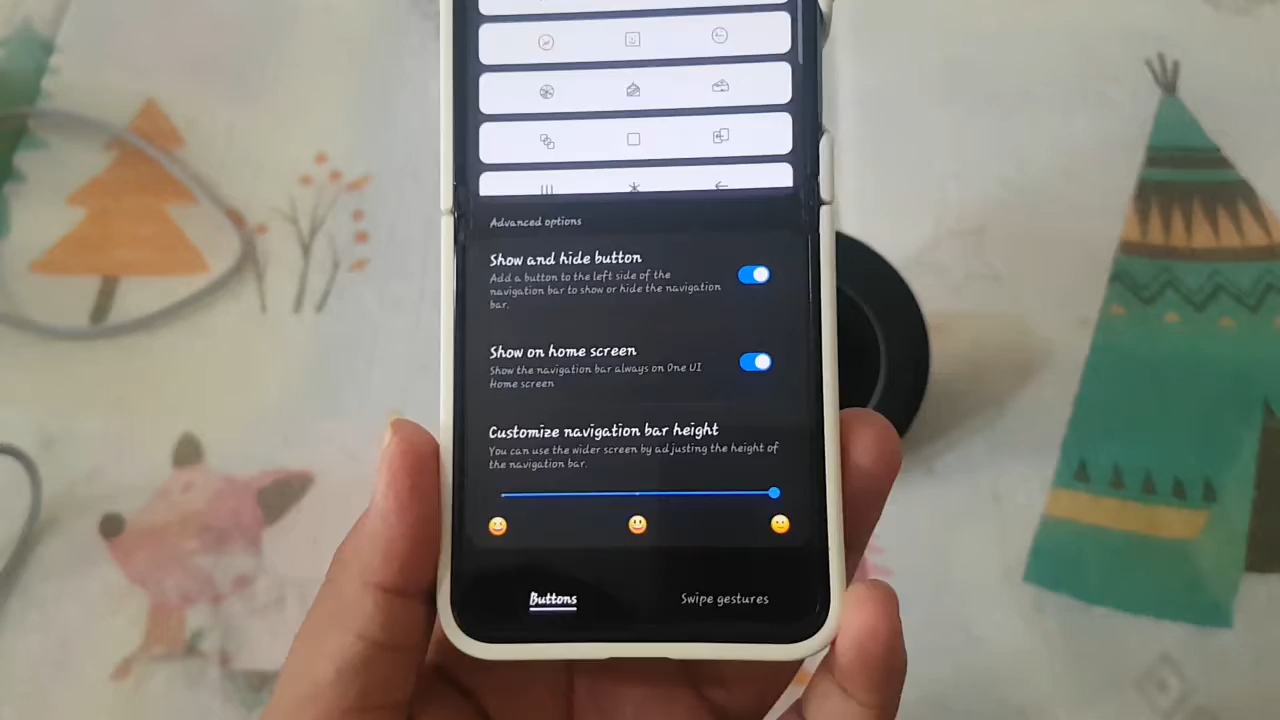 Advanced options
Show and hide button
Add a button to the left side of the
navigation bar to show or hide the navigation
bar.
Show on home screen
Show the navigation bar always on One UI
Home screen
Customize navigation bar height
You can use the wider screen by adjusting the height of
the navigation bar.
Buttons
Swipe gestures